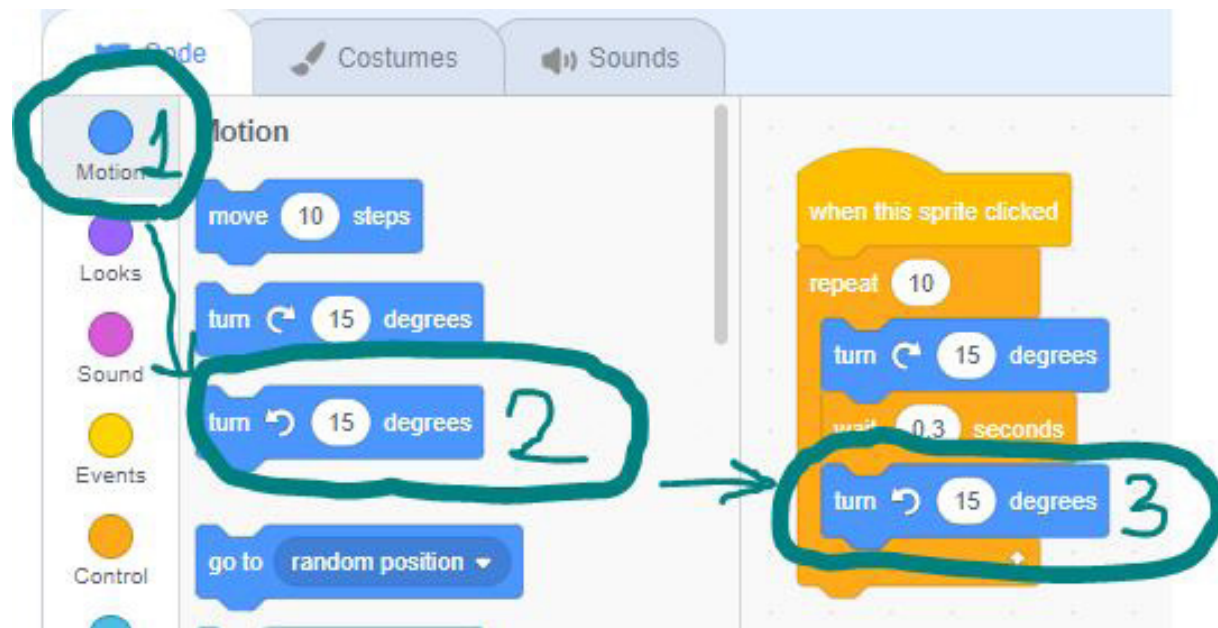 Code Costumes Sounds
1
Motion
Motion
move 10 steps
Looks
turn 15 degrees
Sound
turn 15 degrees
2
Events
go to random position
Control
when this sprite clicked
repeat 10
turn 15 degrees
wait 0.3 seconds
turn 15 degrees
3